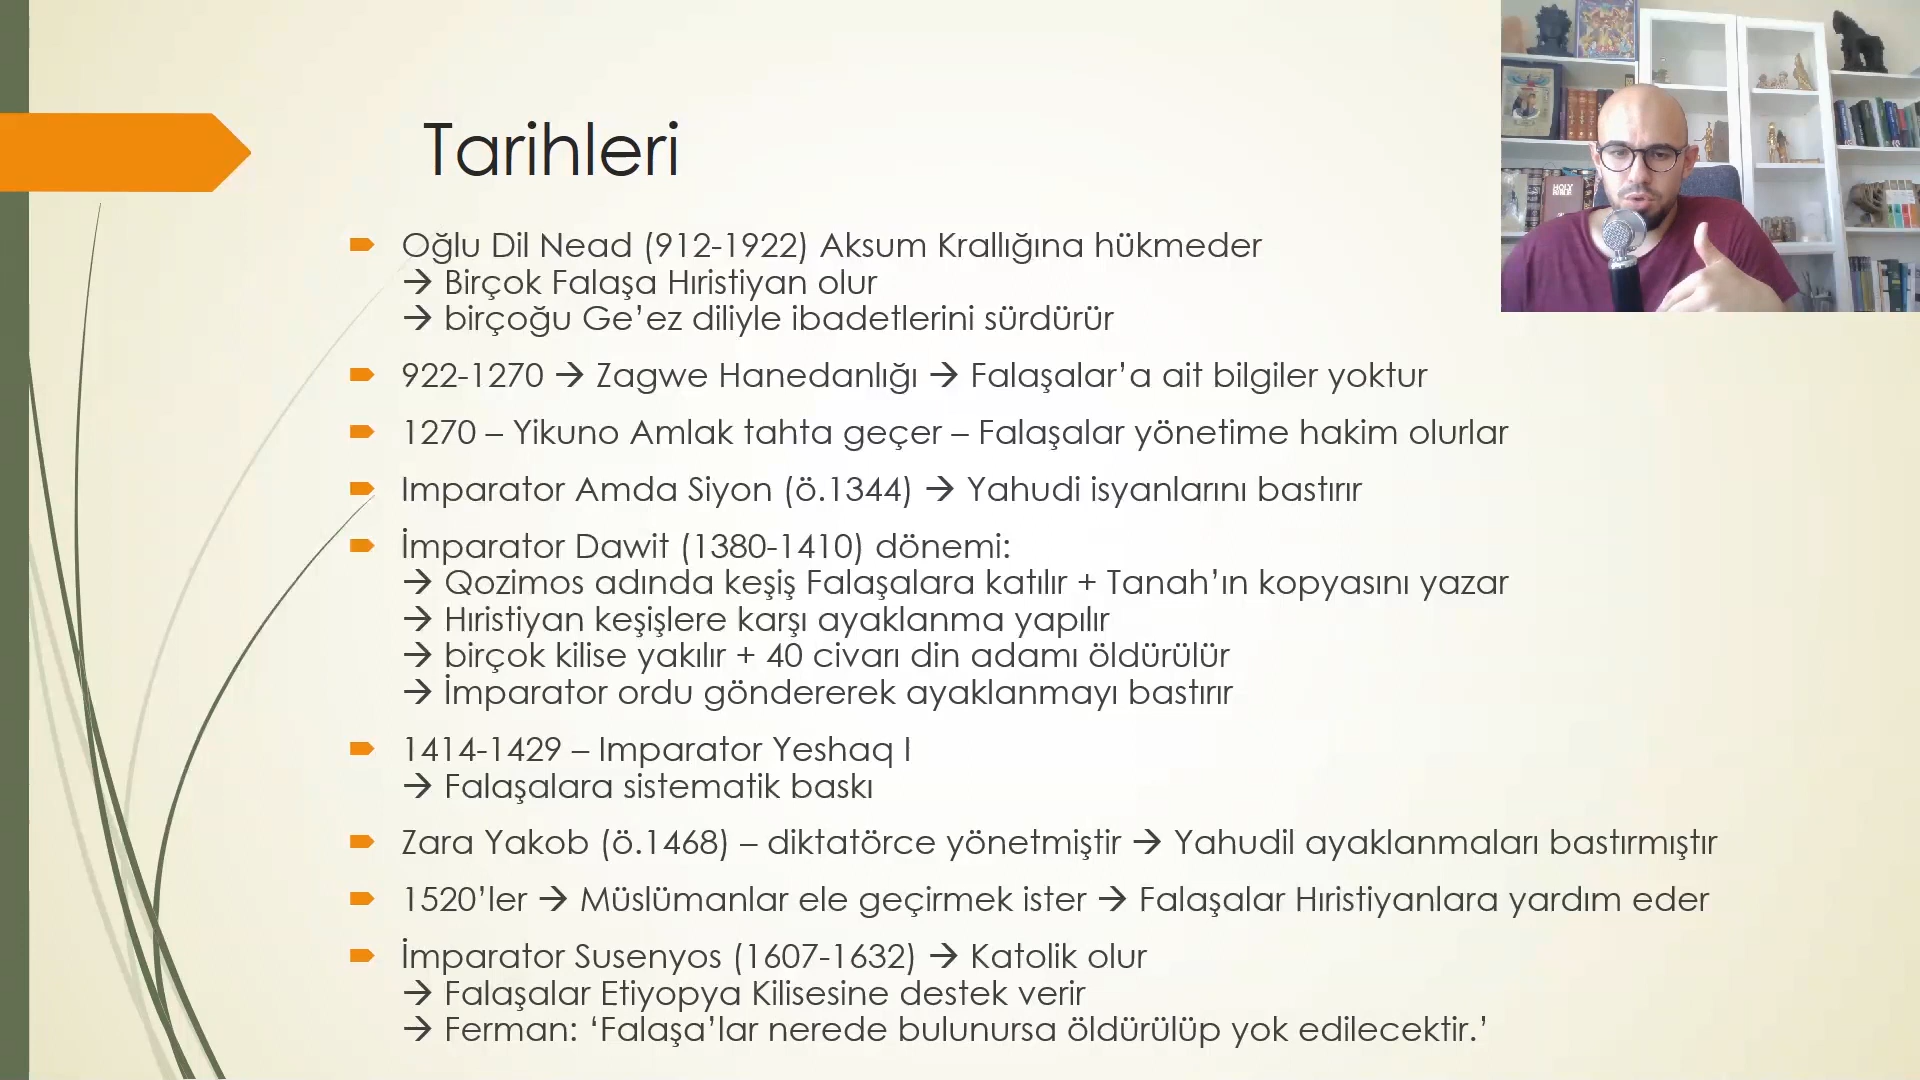 Tarihleri
Oğlu Dil Nead (912-1922) Aksum Krallığına hükmeder
→ Birçok Falaşa Hıristiyan olur
→ birçoğu Ge’ez diliyle ibadetlerini sürdürür
922-1270 → Zagwe Hanedanlığı → Falaşalar’a ait bilgiler yoktur
1270 – Yikuno Amlak tahta geçer – Falaşalar yönetime hakim olurlar
Imparator Amda Siyon (ö.1344) → Yahudi isyanlarını bastırır
İmparator Dawit (1380-1410) dönemi:
→ Qozimos adında keşiş Falaşalara katılır + Tanah’ın kopyasını yazar
→ Hıristiyan keşişlere karşı ayaklanma yapılır
→ birçok kilise yakılır + 40 civarı din adamı öldürülür
→ İmparator ordu göndererek ayaklanmayı bastırır
1414-1429 – Imparator Yeshaq I
→ Falaşalara sistematik baskı
Zara Yakob (ö.1468) – diktatörce yönetmiştir → Yahudil ayaklanmaları bastırmıştır
1520’ler → Müslümanlar ele geçirmek ister → Falaşalar Hıristiyanlara yardım eder
İmparator Susenyos (1607-1632) → Katolik olur
→ Falaşalar Etiyopya Kilisesine destek verir
→ Ferman: ‘Falaşa’lar nerede bulunursa öldürülüp yok edilecektir.’
HOLY
BIBLE